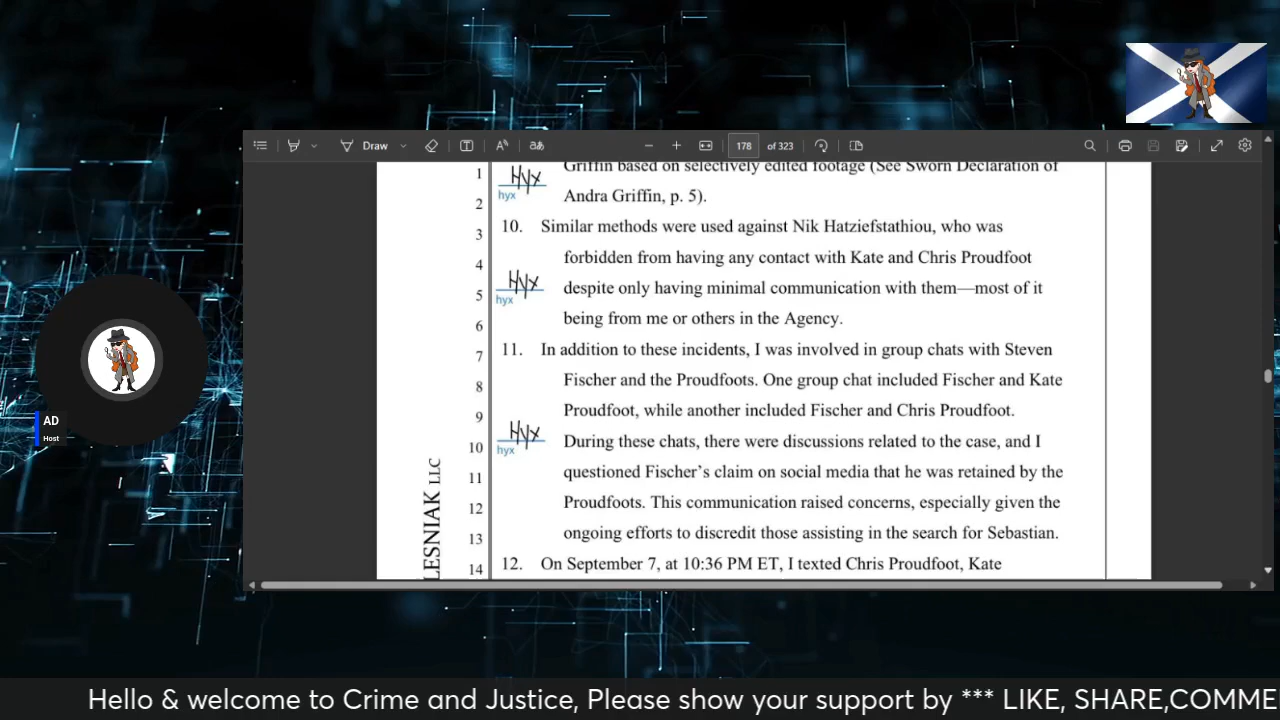 Draw
aあ
178
of 323
1
Griffin based on selectively edited footage (See Sworn Declaration of
hyx
2
Andra Griffin, p. 5).
3
10. Similar methods were used against Nik Hatziefstathiou, who was
4
forbidden from having any contact with Kate and Chris Proudfoot
hyx
5
despite only having minimal communication with them—most of it
6
being from me or others in the Agency.
7
11. In addition to these incidents, I was involved in group chats with Steven
8
Fischer and the Proudfoots. One group chat included Fischer and Kate
9
Proudfoot, while another included Fischer and Chris Proudfoot.
hyx
10
During these chats, there were discussions related to the case, and I
11
questioned Fischer’s claim on social media that he was retained by the
12
Proudfoots. This communication raised concerns, especially given the
13
ongoing efforts to discredit those assisting in the search for Sebastian.
14
12. On September 7, at 10:36 PM ET, I texted Chris Proudfoot, Kate
LESNIAK LLC
AD
Host
Hello & welcome to Crime and Justice, Please show your support by *** LIKE, SHARE,COMME